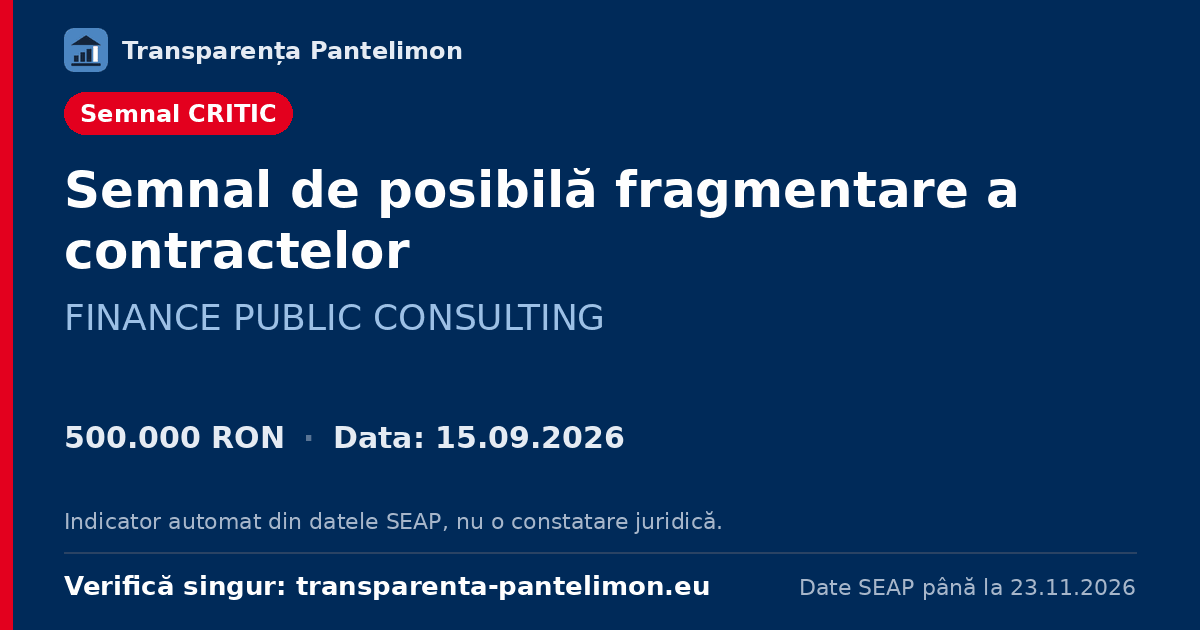 Transparența Pantelimon
Semnal CRITIC
Semnal de posibilă fragmentare a
contractelor
FINANCE PUBLIC CONSULTING
500.000 RON · Data: 15.09.2026
Indicator automat din datele SEAP, nu o constatare juridică.
Verifică singur: transparenta-pantelimon.eu
Date SEAP până la 23.11.2026